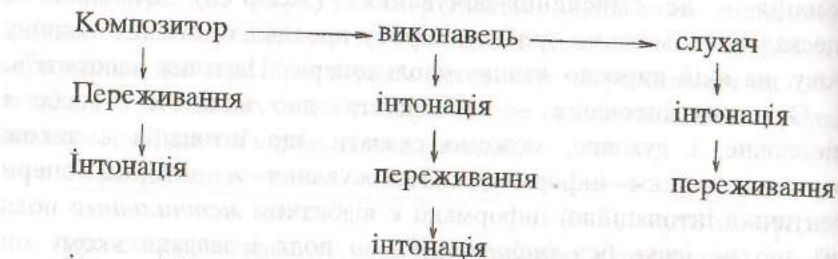 Композитор виконавець слухач
Переживання інтонація інтонація
Інтонація переживання переживання
інтонація